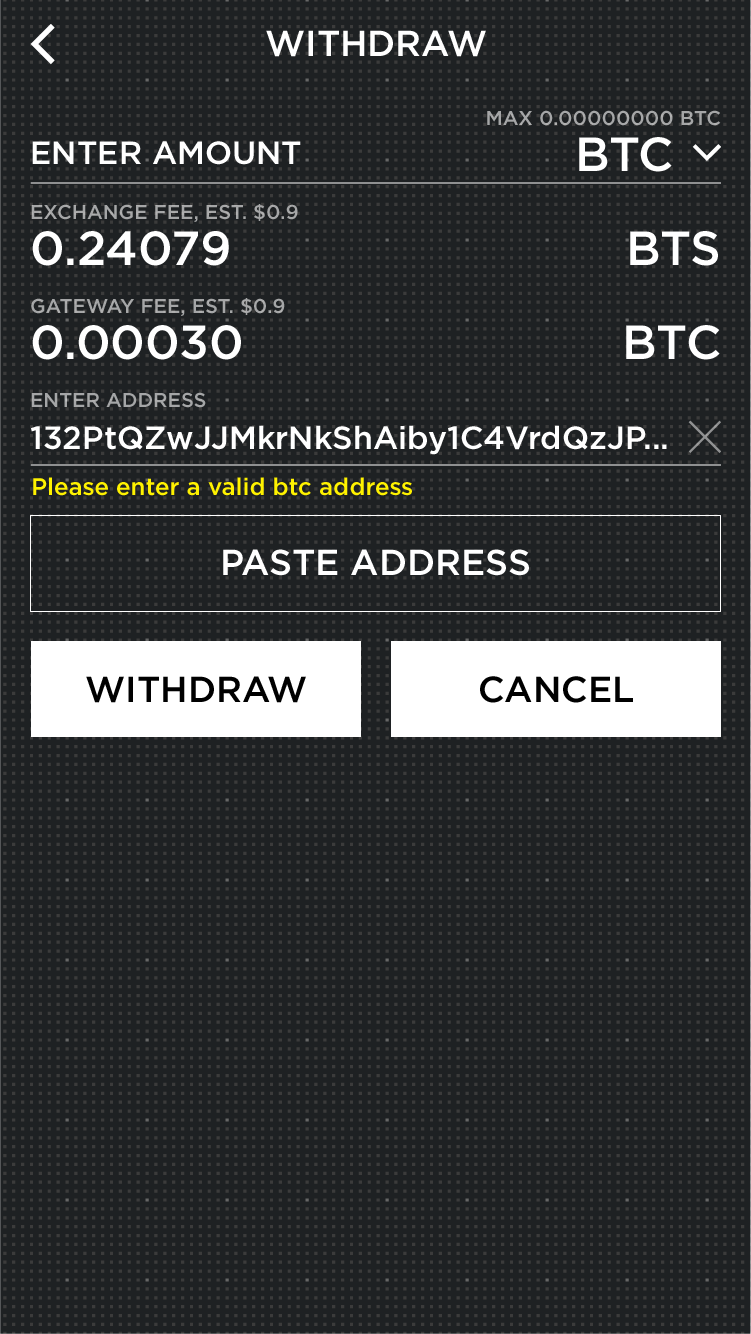 WITHDRAW
MAX 0.00000000 BTC
ENTER AMOUNT BTC
EXCHANGE FEE, EST. $0.9
0.24079 BTS
GATEWAY FEE, EST. $0.9
0.00030 BTC
ENTER ADDRESS
132PtQZwJJMkrNkShAiby1C4VrdQzJP...
Please enter a valid btc address
PASTE ADDRESS
WITHDRAW CANCEL